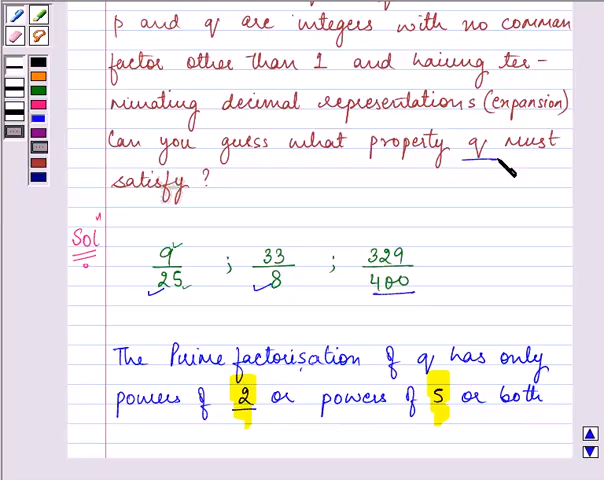 p and q are integers with no common
factor other than 1 and having ter-
minating decimal representations (expansion)
Can you guess what property q must
satisfy ?
Solⁿ
9/25 ; 33/8 ; 329/400
The Prime factorisation of q has only
powers of 2 or powers of 5 or both